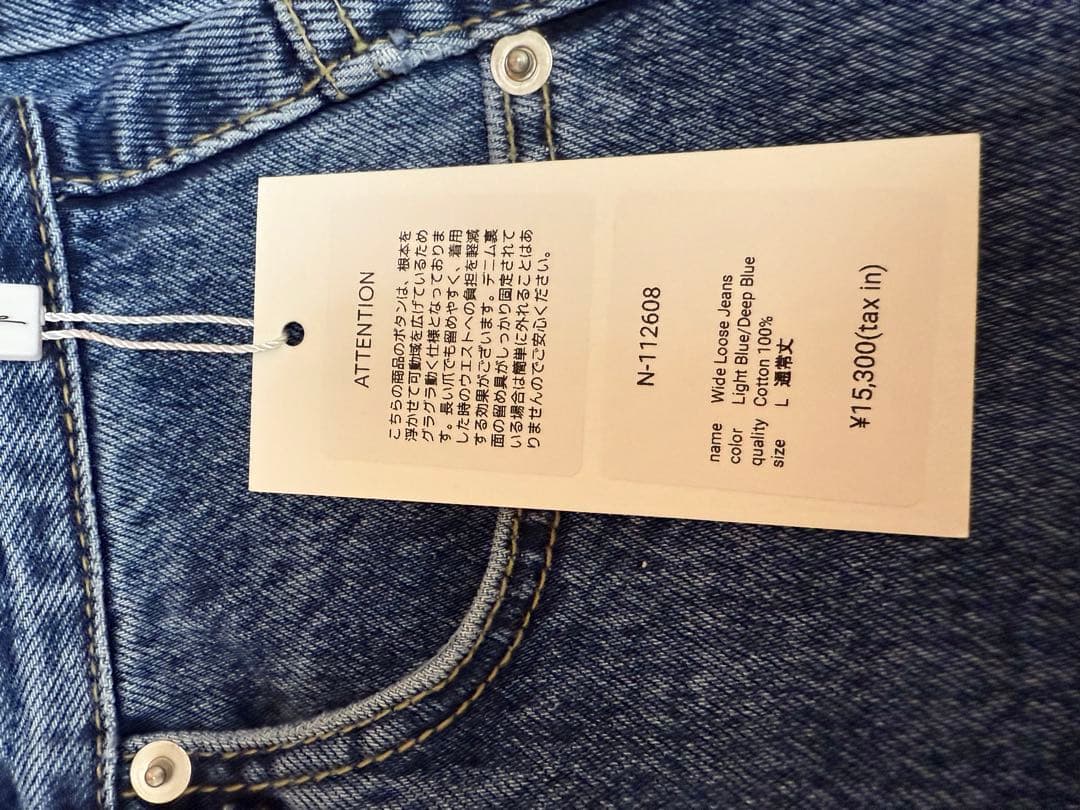 ATTENTION
こちらの商品のボタンは、根本を
浮かせて可動域を広げているため
グラグラ動く仕様となっておりま
す。長い爪でも留めやすく、着用
した時のウエストへの負担を軽減
する効果がございます。デニム裏
面の留め具がしっかり固定されて
いる場合は簡単に外れることはあ
りませんのでご安心ください。
N-112608
name Wide Loose Jeans
color Light Blue/Deep Blue
quality Cotton 100%
size L 通常丈
¥15,300(tax in)